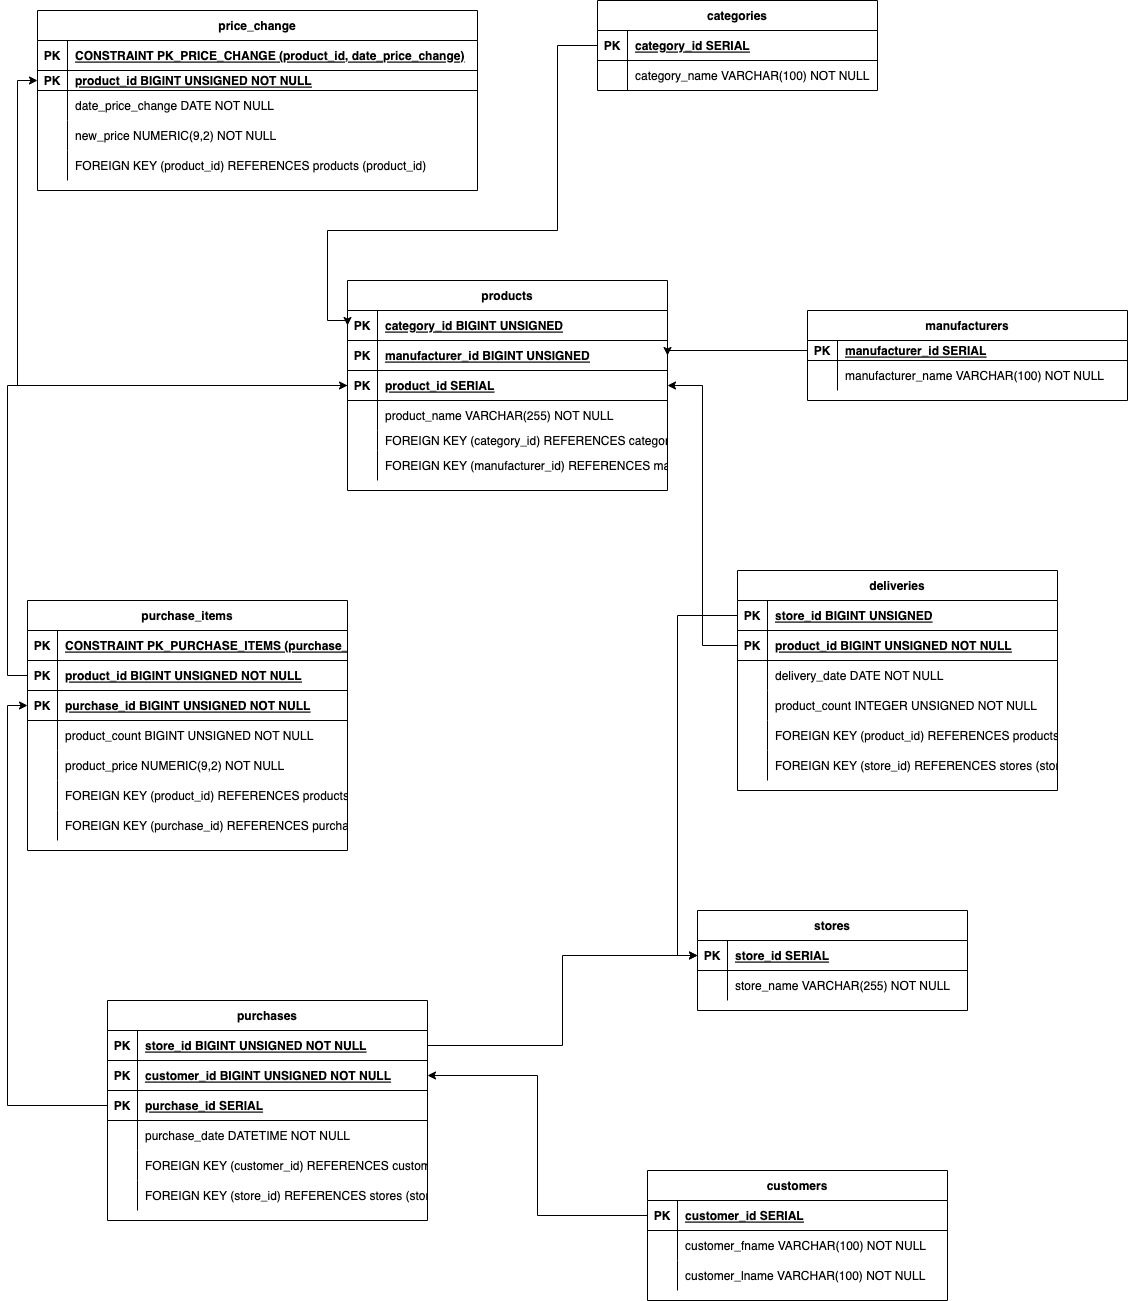 price_change
PK CONSTRAINT PK_PRICE_CHANGE (product_id, date_price_change)
PK product_id BIGINT UNSIGNED NOT NULL
date_price_change DATE NOT NULL
new_price NUMERIC(9,2) NOT NULL
FOREIGN KEY (product_id) REFERENCES products (product_id)
categories
PK category_id SERIAL
category_name VARCHAR(100) NOT NULL
products
PK category_id BIGINT UNSIGNED
PK manufacturer_id BIGINT UNSIGNED
PK product_id SERIAL
product_name VARCHAR(255) NOT NULL
FOREIGN KEY (category_id) REFERENCES categor
FOREIGN KEY (manufacturer_id) REFERENCES ma
manufacturers
PK manufacturer_id SERIAL
manufacturer_name VARCHAR(100) NOT NULL
purchase_items
PK CONSTRAINT PK_PURCHASE_ITEMS (purchase_
PK product_id BIGINT UNSIGNED NOT NULL
PK purchase_id BIGINT UNSIGNED NOT NULL
product_count BIGINT UNSIGNED NOT NULL
product_price NUMERIC(9,2) NOT NULL
FOREIGN KEY (product_id) REFERENCES products
FOREIGN KEY (purchase_id) REFERENCES purcha
deliveries
PK store_id BIGINT UNSIGNED
PK product_id BIGINT UNSIGNED NOT NULL
delivery_date DATE NOT NULL
product_count INTEGER UNSIGNED NOT NULL
FOREIGN KEY (product_id) REFERENCES products
FOREIGN KEY (store_id) REFERENCES stores (stor
stores
PK store_id SERIAL
store_name VARCHAR(255) NOT NULL
purchases
PK store_id BIGINT UNSIGNED NOT NULL
PK customer_id BIGINT UNSIGNED NOT NULL
PK purchase_id SERIAL
purchase_date DATETIME NOT NULL
FOREIGN KEY (customer_id) REFERENCES custom
FOREIGN KEY (store_id) REFERENCES stores (stor
customers
PK customer_id SERIAL
customer_fname VARCHAR(100) NOT NULL
customer_lname VARCHAR(100) NOT NULL